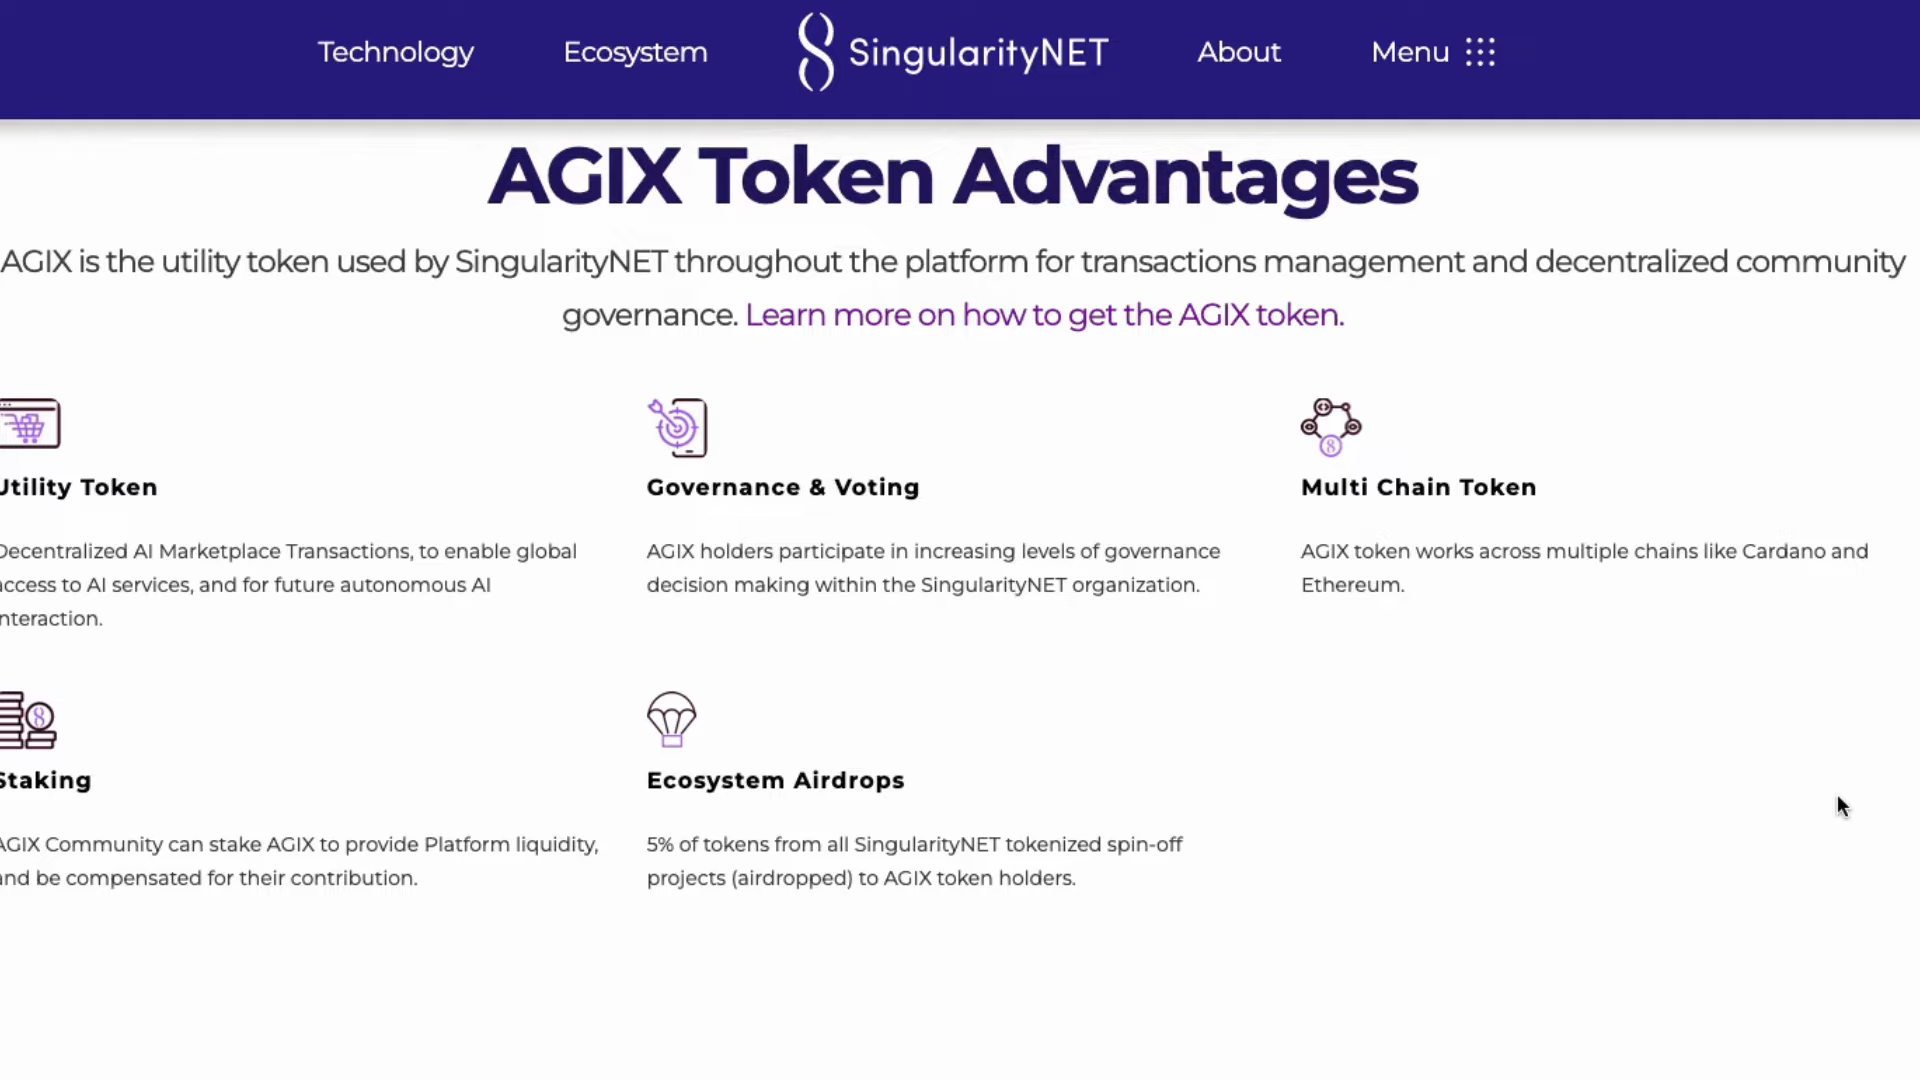 Technology
Ecosystem
SingularityNET
About
Menu
AGIX Token Advantages
AGIX is the utility token used by SingularityNET throughout the platform for transactions management and decentralized community
governance. Learn more on how to get the AGIX token.
Utility Token
Decentralized AI Marketplace Transactions, to enable global
access to AI services, and for future autonomous AI
interaction.
Governance & Voting
AGIX holders participate in increasing levels of governance
decision making within the SingularityNET organization.
Multi Chain Token
AGIX token works across multiple chains like Cardano and
Ethereum.
Staking
AGIX Community can stake AGIX to provide Platform liquidity,
and be compensated for their contribution.
Ecosystem Airdrops
5% of tokens from all SingularityNET tokenized spin-off
projects (airdropped) to AGIX token holders.